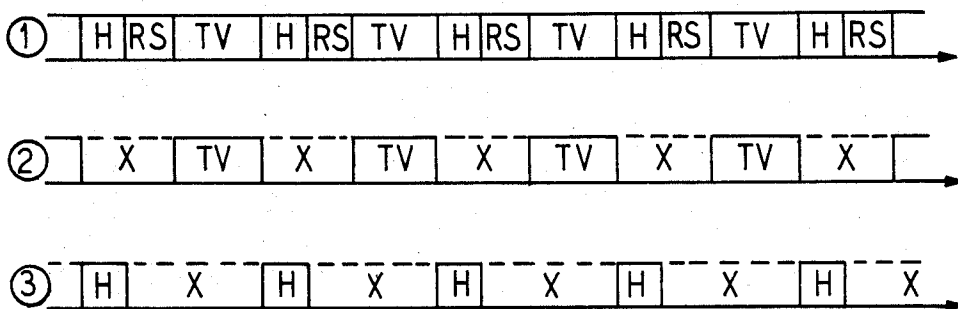 ① H RS TV H RS TV H RS TV H RS TV H RS
② X TV X TV X TV X TV X
③ H X H X H X H X H X